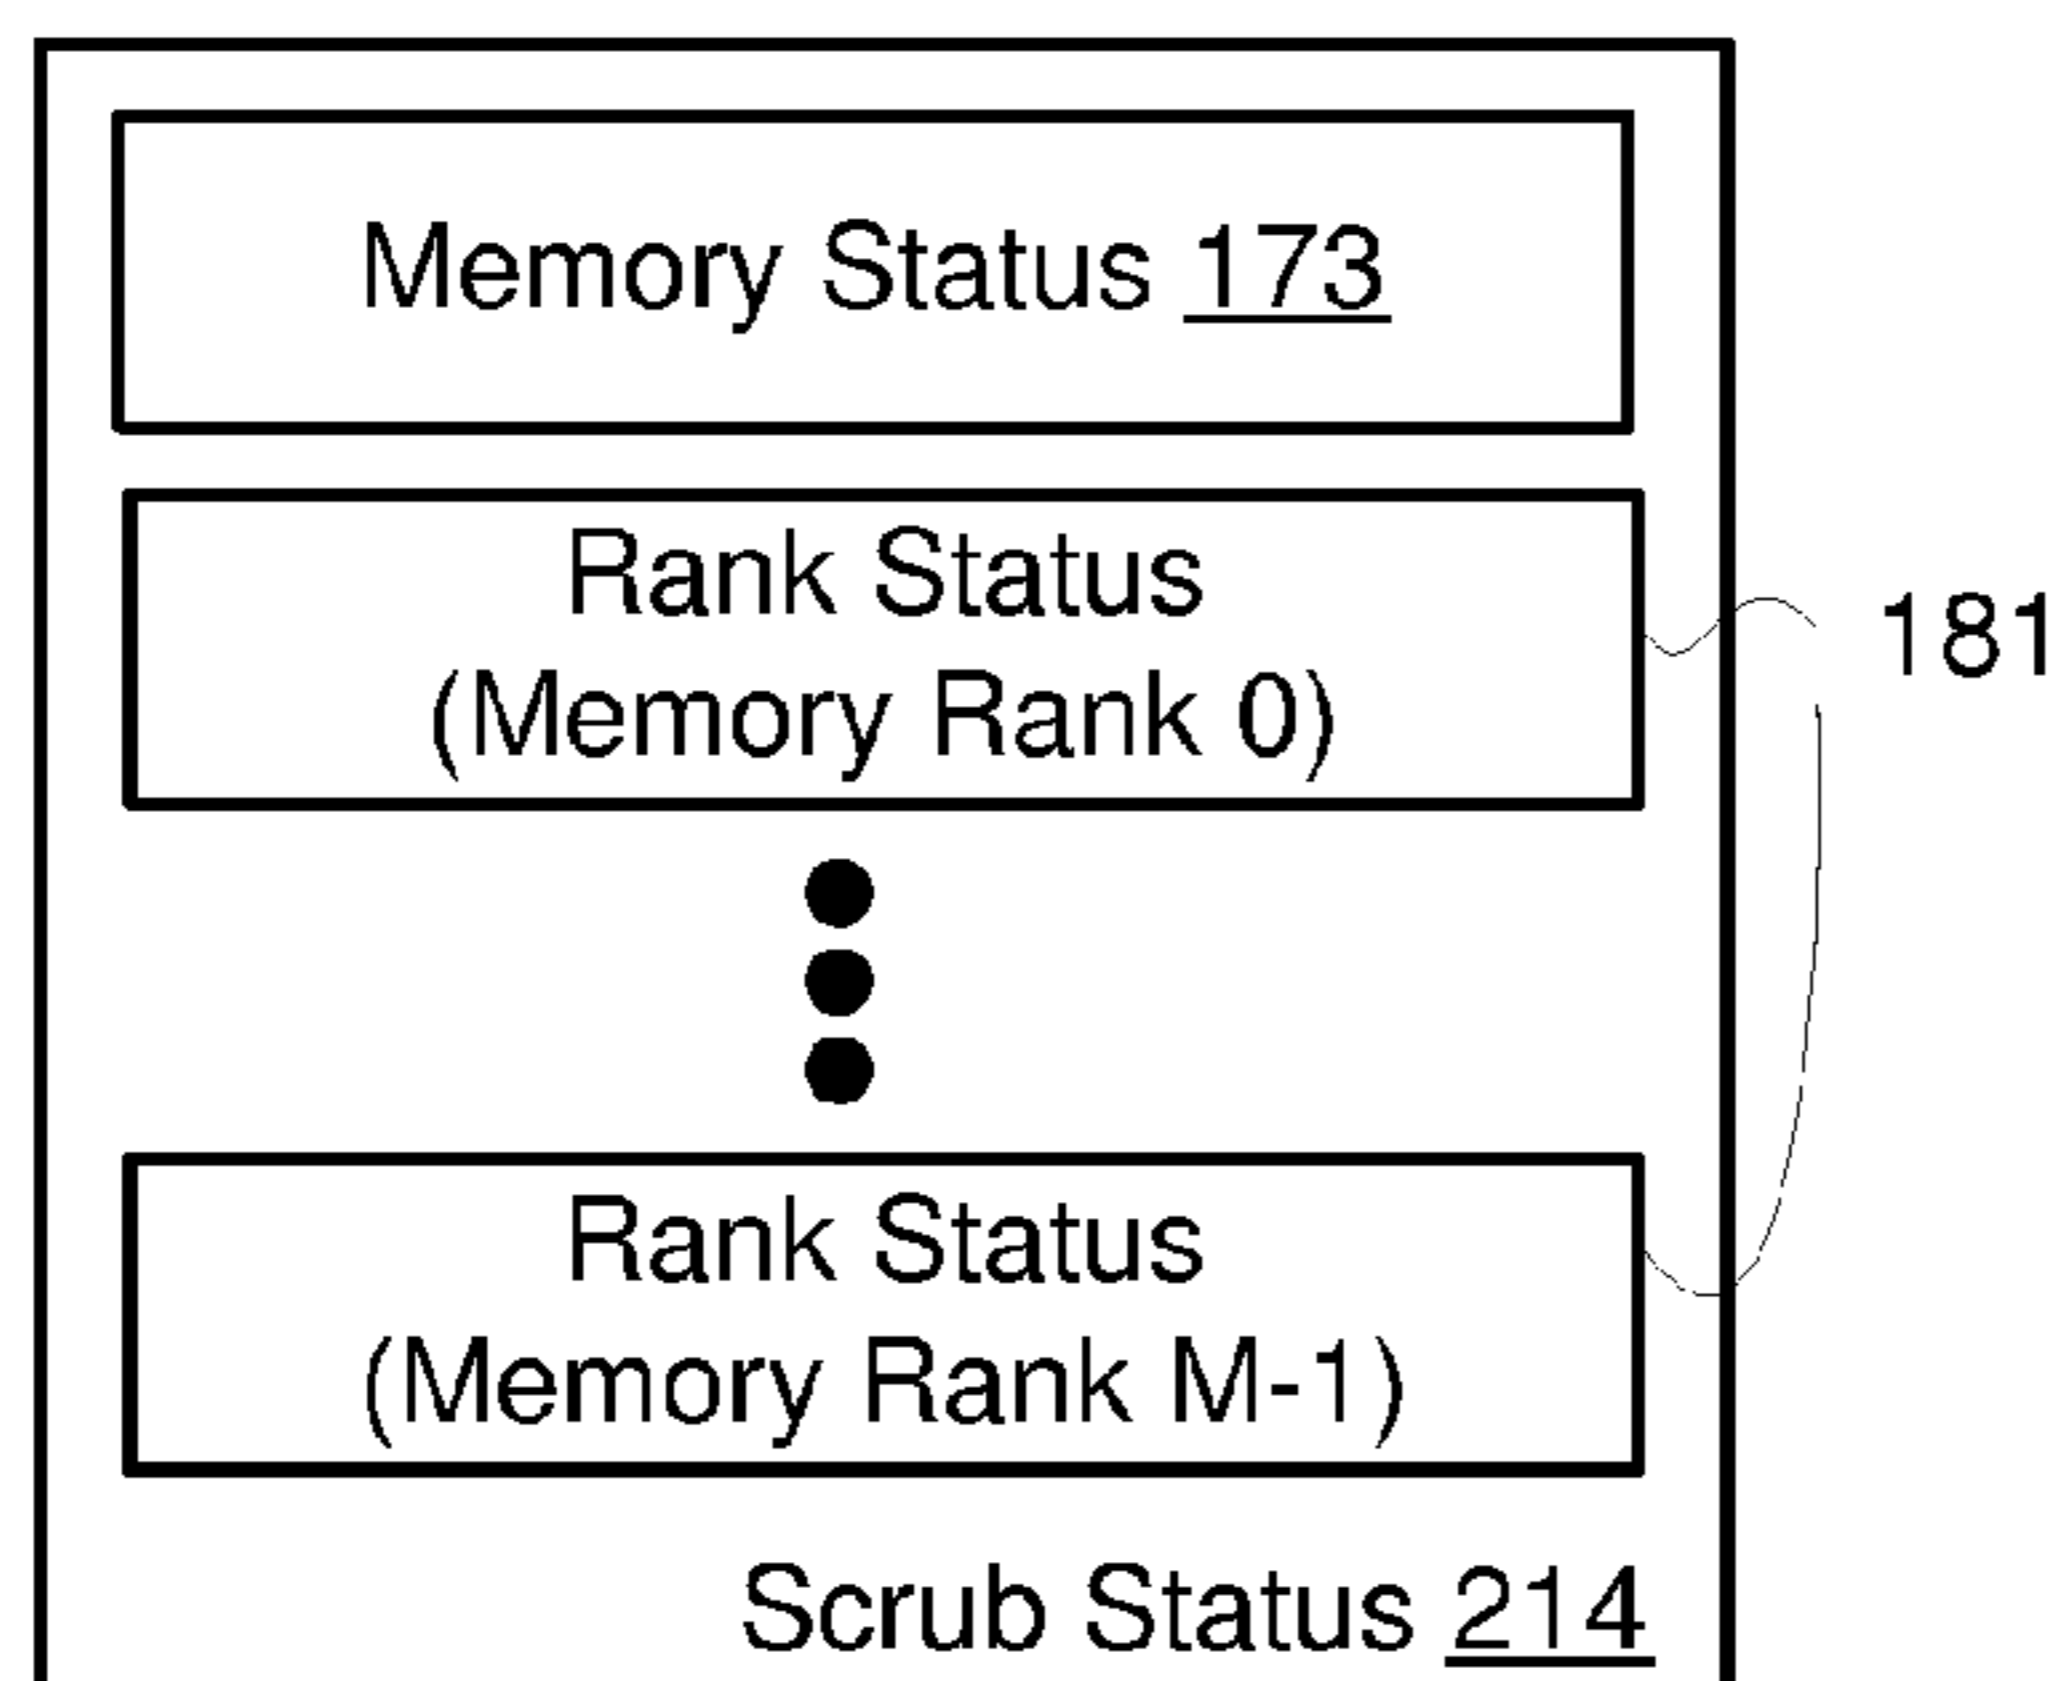 Memory Status 173
Rank Status
(Memory Rank 0)
181
Rank Status
(Memory Rank M-1)
Scrub Status 214